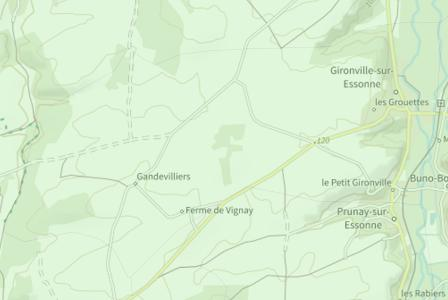 Gironville-sur-
Essonne
les Grouettes
120
Gandevilliers
le Petit Gironville
Buno-Bo
Ferme de Vignay
Prunay-sur-
Essonne
les Rabiers